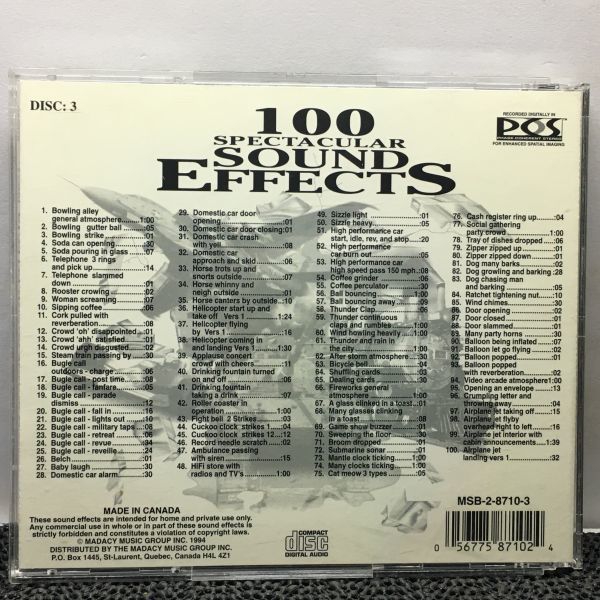 DISC: 3
100
SPECTACULAR
SOUND
EFFECTS
RECORDED DIGITALLY IN
PQS
IMAGE COHERENT STEREO
FOR ENHANCED SPATIAL IMAGING
1. Bowling alley
general atmosphere...1:00
2. Bowling gutter ball...:05
3. Bowling strike...:01
4. Soda can opening...:30
5. Soda pouring in glass...:07
6. Telephone 3 rings
and pick up...:14
7. Telephone slammed
down...:01
8. Rooster crowing...:02
9. Woman screaming...:07
10. Sipping coffee...:06
11. Cork pulled with
reverberation...:08
12. Crowd 'oh' disappointed...:01
13. Crowd 'ahh' satisfied...:01
14. Crowd urgh disgusted...:01
15. Steam train passing by...:30
16. Bugle call
outdoors - charge...:06
17. Bugle call - post time...:08
18. Bugle call - fanfare...:05
19. Bugle call - parade
dismiss...:12
20. Bugle call - fall in...:16
21. Bugle call - lights out...:01
22. Bugle call - military taps...:08
23. Bugle call - retreat...:06
24. Bugle call - revue...:04
25. Bugle call - reveille...:24
26. Belch...:01
27. Baby laugh...:30
28. Domestic car alarm...:30
29. Domestic car door
opening...:01
30. Domestic car door closing:01
31. Domestic car crash
with yell...:08
32. Domestic car
approach and skid...:06
33. Horse trots up and
snorts outside...:07
34. Horse whinny and
neigh outside...:01
35. Horse canters by outside..:10
36. Helicopter start up and
take off Vers 1...1:24
37. Helicopter flying
by Vers 1...:16
38. Helicopter coming in
and landing Vers 1...:30
39. Applause concert
crowd with cheers...:11
40. Drinking fountain turned
on and off...:06
41. Drinking fountain
taking a drink...:07
42. Roller coaster in
operation...1:00
43. Fight bell 2 Strikes...:03
44. Cuckoo clock strikes 1...:04
45. Cuckoo clock strikes 12...:12
46. Record needle scratch...:02
47. Ambulance passing
with siren...:15
48. HiFi store with
radios and TV's...1:00
49. Sizzle light...:01
50. Sizzle heavy...:05
51. High performance car
start, idle, rev, and stop...:20
52. High performance
car burn out...:05
53. High performance car
high speed pass 150 mph..:08
54. Coffee grinder...:06
55. Coffee perculator...:30
56. Ball bouncing...1:00
57. Ball bouncing away...:09
58. Thunder Clap...:06
59. Thunder continuous
claps and rumbles...1:00
60. Wind howling heavy...1:00
61. Thunder and rain in
the city...1:00
62. After storm atmosphere...:30
63. Bicycle bell...:01
64. Shuffling cards...:03
65. Dealing cards...:30
66. Fireworks general
atmosphere...1:00
67. A glass clinked in a toast...:01
68. Many glasses clinking
in a toast...:04
69. Game show buzzer...:01
70. Sweeping floor...:30
71. Broom dropped...:01
72. Submarine sonar...:01
73. Mantle clock ticking...1:00
74. Many clocks ticking...1:00
75. Cat meow 3 types...:05
76. Cash register ring up...:04
77. Social gathering
party crowd...1:00
78. Tray of dishes dropped...:06
79. Zipper zipped up...:01
80. Zipper zipped down...:01
81. Dog many barks...:02
82. Dog growling and barking.:28
83. Dog chasing man
and barking...:05
84. Ratchet tightening nut...:10
85. Wind chimes...:30
86. Door opening...:02
87. Door closed...:01
88. Door slammed...:01
89. Many party horns...:30
90. Balloon being inflated...:07
91. Balloon let go flying...:02
92. Balloon popped...:01
93. Balloon popped
with reverberation...:02
94. Video arcade atmosphere1:00
95. Opening an envelope...:13
96. Crumpling letter and
throwing away...:04
97. Airplane jet taking off...:15
98. Airplane jet flyby
overhead right to left...:16
99. Airplane jet interior with
cabin announcements...1:39
100. Airplane jet
landing vers 1...:32
MADE IN CANADA
These sound effects are intended for home and private use only.
Any commercial use in whole or in part of these sound effects is
strictly forbidden and constitutes a violation of copyright laws.
© MADACY MUSIC GROUP INC. 1994
DISTRIBUTED BY THE MADACY MUSIC GROUP INC.
P.O. Box 1445, St-Laurent, Quebec, Canada H4L 4Z1
COMPACT
disc
DIGITAL AUDIO
MSB-2-8710-3
0 56775 87102 4